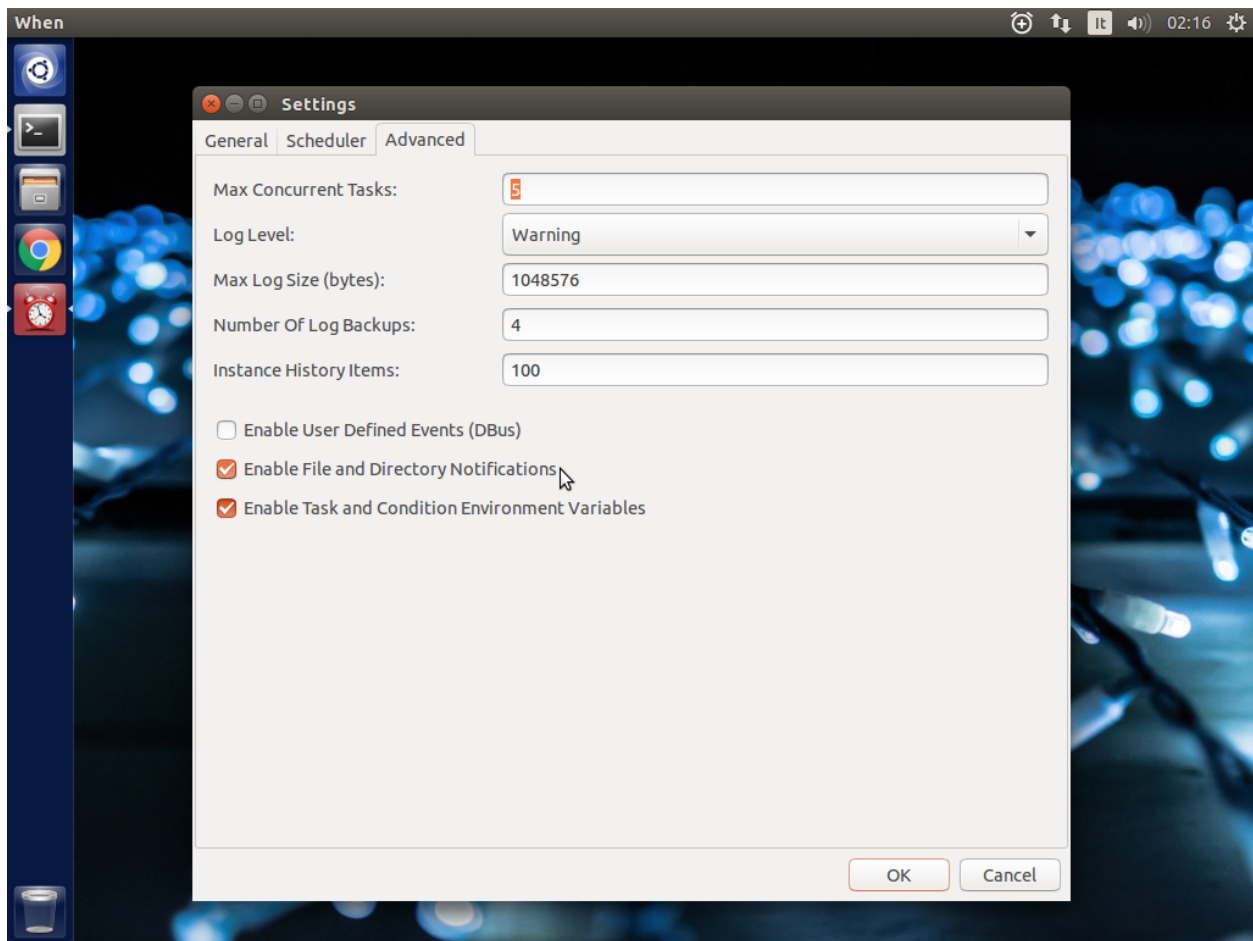 When
It
02:16
Settings
General Scheduler Advanced
Max Concurrent Tasks: 5
Log Level: Warning
Max Log Size (bytes): 1048576
Number Of Log Backups: 4
Instance History Items: 100
Enable User Defined Events (DBus)
Enable File and Directory Notifications
Enable Task and Condition Environment Variables
OK Cancel